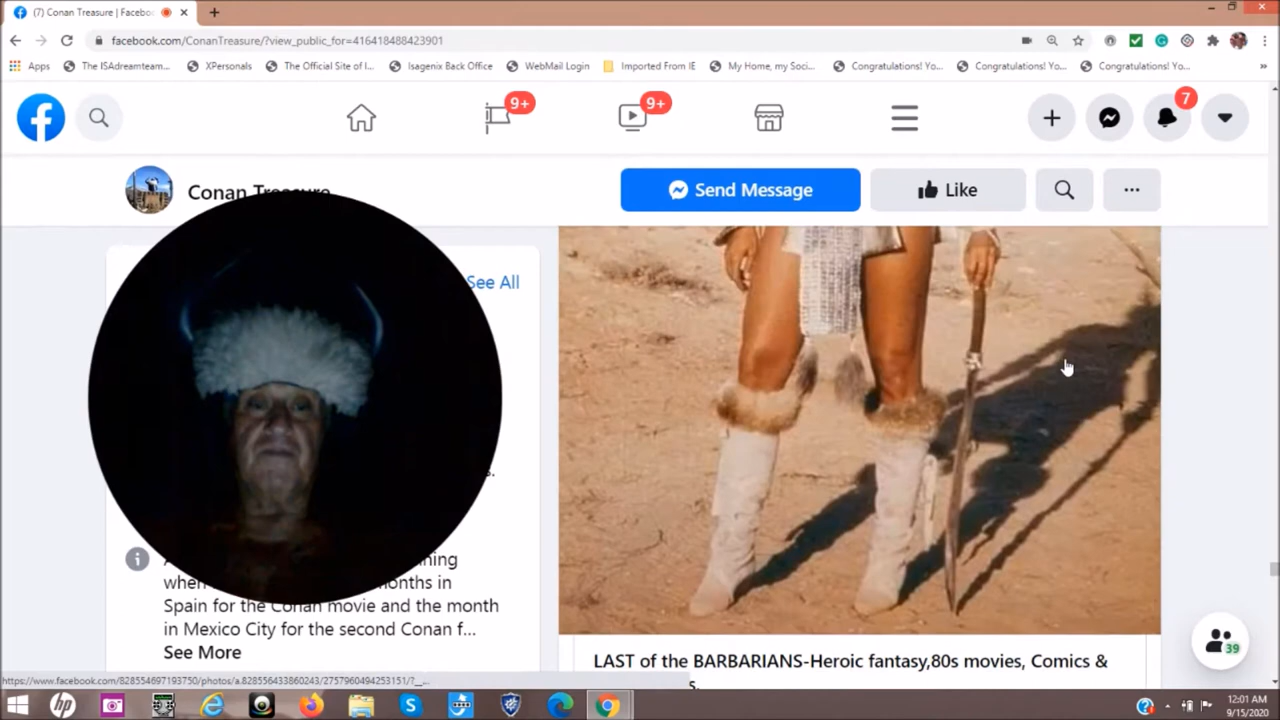 (7) Conan Treasure | Facebo
facebook.com/ConanTreasure/?view_public_for=416418488423901
Apps
The ISAdreamteam...
XPersonals
The Official Site of I...
Isagenix Back Office
WebMail Login
Imported From IE
My Home, my Soci...
Congratulations! Yo...
Congratulations! Yo...
Congratulations! Yo...
»
9+
9+
7
Conan Treasure
Send Message
Like
See All
when
months in
Spain for the Conan movie and the month
in Mexico City for the second Conan f...
See More
LAST of the BARBARIANS-Heroic fantasy,80s movies, Comics &
39
https://www.facebook.com/828554697193750/photos/a.828556433860243/2757960494253151/?__...
12:01 AM
9/15/2020